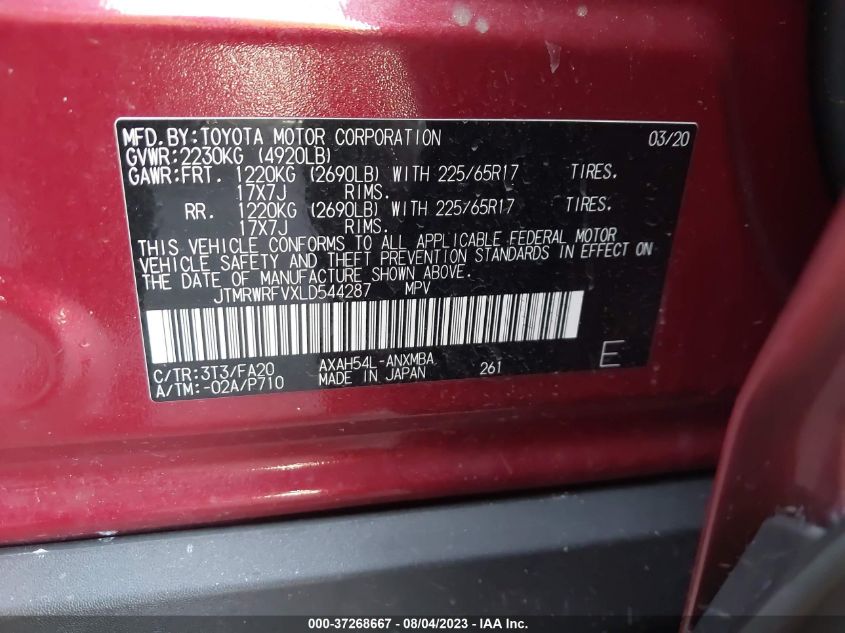 MFD.BY:TOYOTA MOTOR CORPORATION 03/20
GVWR:2230KG (4920LB)
GAWR:FRT. 1220KG (2690LB) WITH 225/65R17 TIRES.
17X7J RIMS.
RR. 1220KG (2690LB) WITH 225/65R17 TIRES.
17X7J RIMS.
THIS VEHICLE CONFORMS TO ALL APPLICABLE FEDERAL MOTOR
VEHICLE SAFETY AND THEFT PREVENTION STANDARDS IN EFFECT ON
THE DATE OF MANUFACTURE SHOWN ABOVE.
JTMRWRFVXLD544287 MPV
C/TR:3T3/FA20 AXAH54L-ANXMBA
A/TM:-02A/P710 MADE IN JAPAN 261 E
000-37268667 - 08/04/2023 - IAAI.com